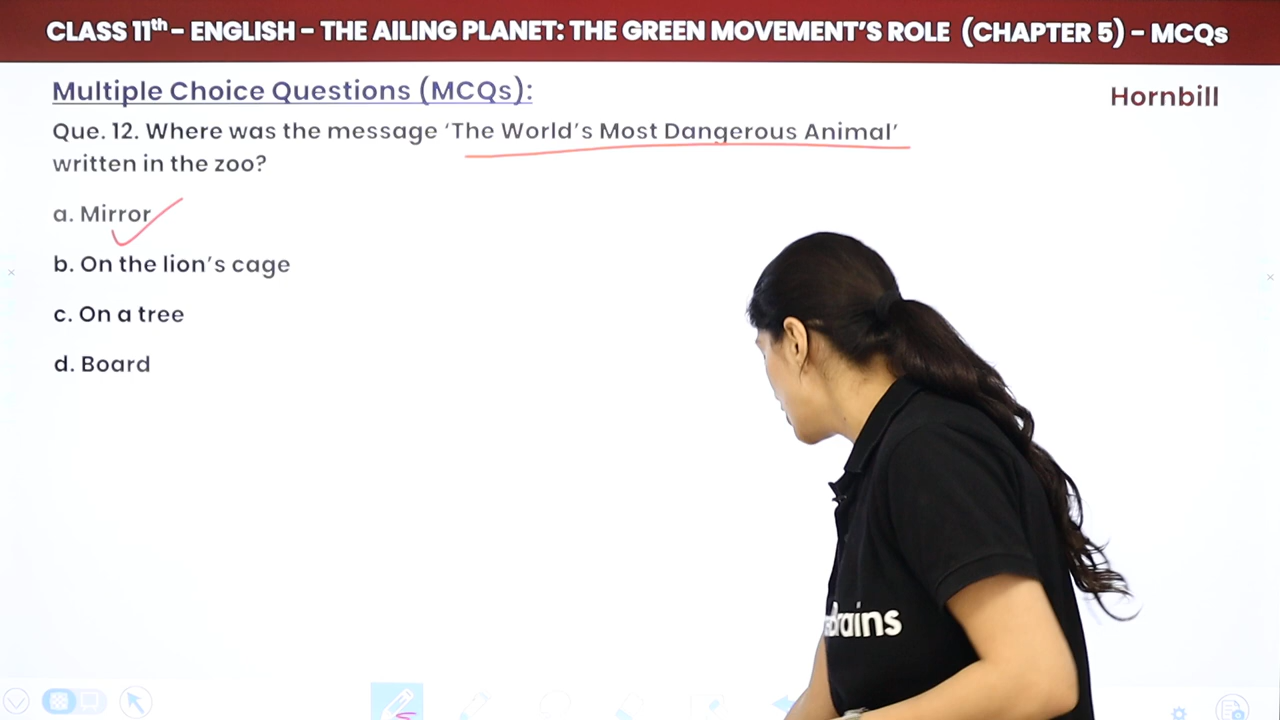 CLASS 11th - ENGLISH - THE AILING PLANET: THE GREEN MOVEMENT'S ROLE (CHAPTER 5) - MCQs
Multiple Choice Questions (MCQs):
Hornbill
Que. 12. Where was the message ‘The World’s Most Dangerous Animal’
written in the zoo?
a. Mirror
b. On the lion’s cage
c. On a tree
d. Board
Brains